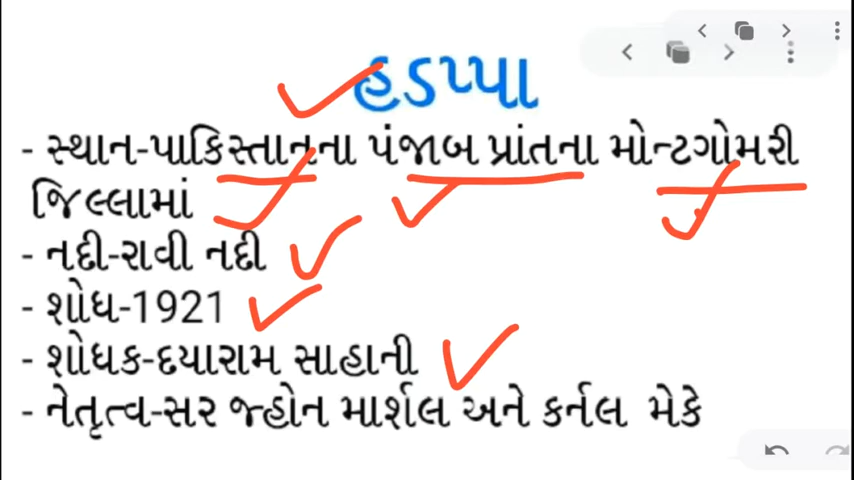 હડપ્પા
- સ્થાન-પાકિસ્તાનના પંજાબ પ્રાંતના મોન્ટગોમરી
જિલ્લામાં
- નદી-રાવી નદી
- શોધ-1921
- શોધક-દયારામ સાહાની
- નેતૃત્વ-સર જ્હોન માર્શલ અને કર્નલ મેકે